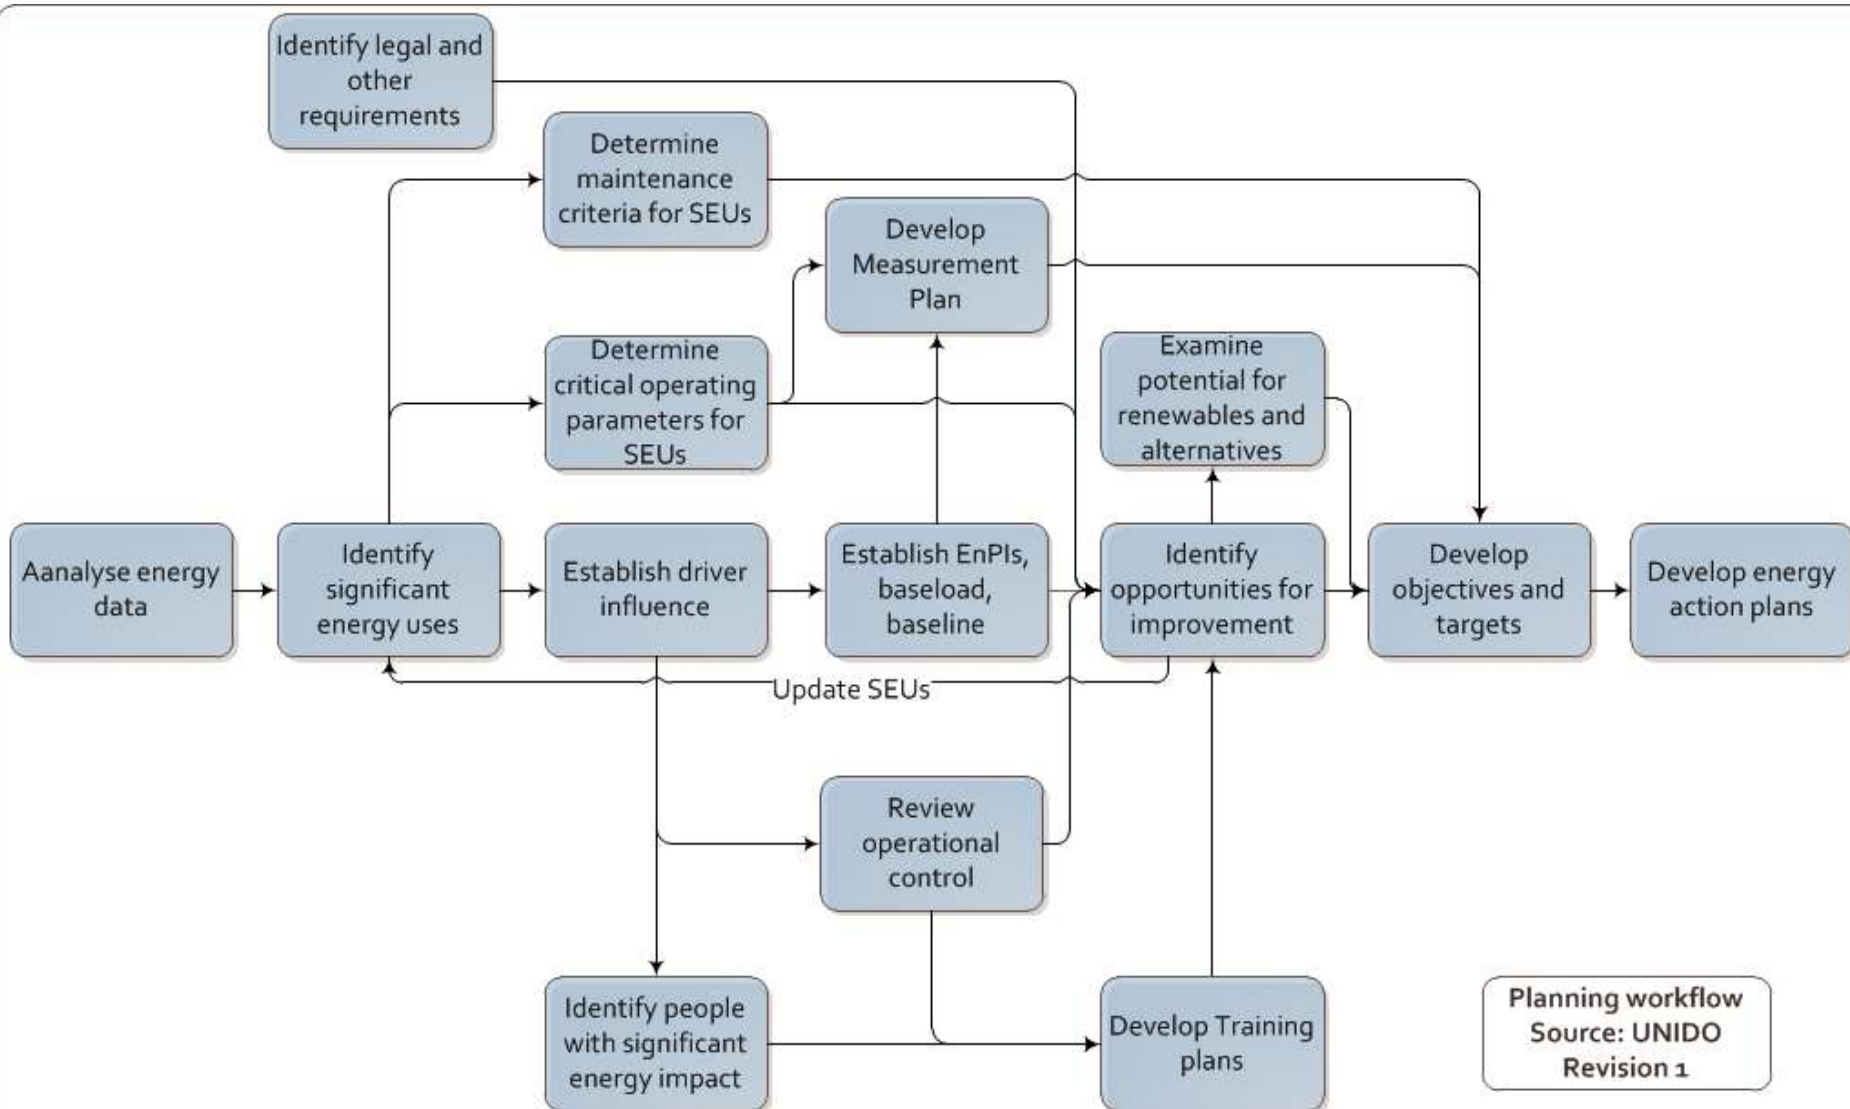 Identify legal and
other
requirements
Determine
maintenance
criteria for SEUs
Develop
Measurement
Plan
Determine
critical operating
parameters for
SEUs
Examine
potential for
renewables and
alternatives
Aanalyse energy
data
Identify
significant
energy uses
Establish driver
influence
Establish EnPIs,
baseload,
baseline
Identify
opportunities for
improvement
Develop
objectives and
targets
Develop energy
action plans
Update SEUs
Review
operational
control
Identify people
with significant
energy impact
Develop Training
plans
Planning workflow
Source: UNIDO
Revision 1